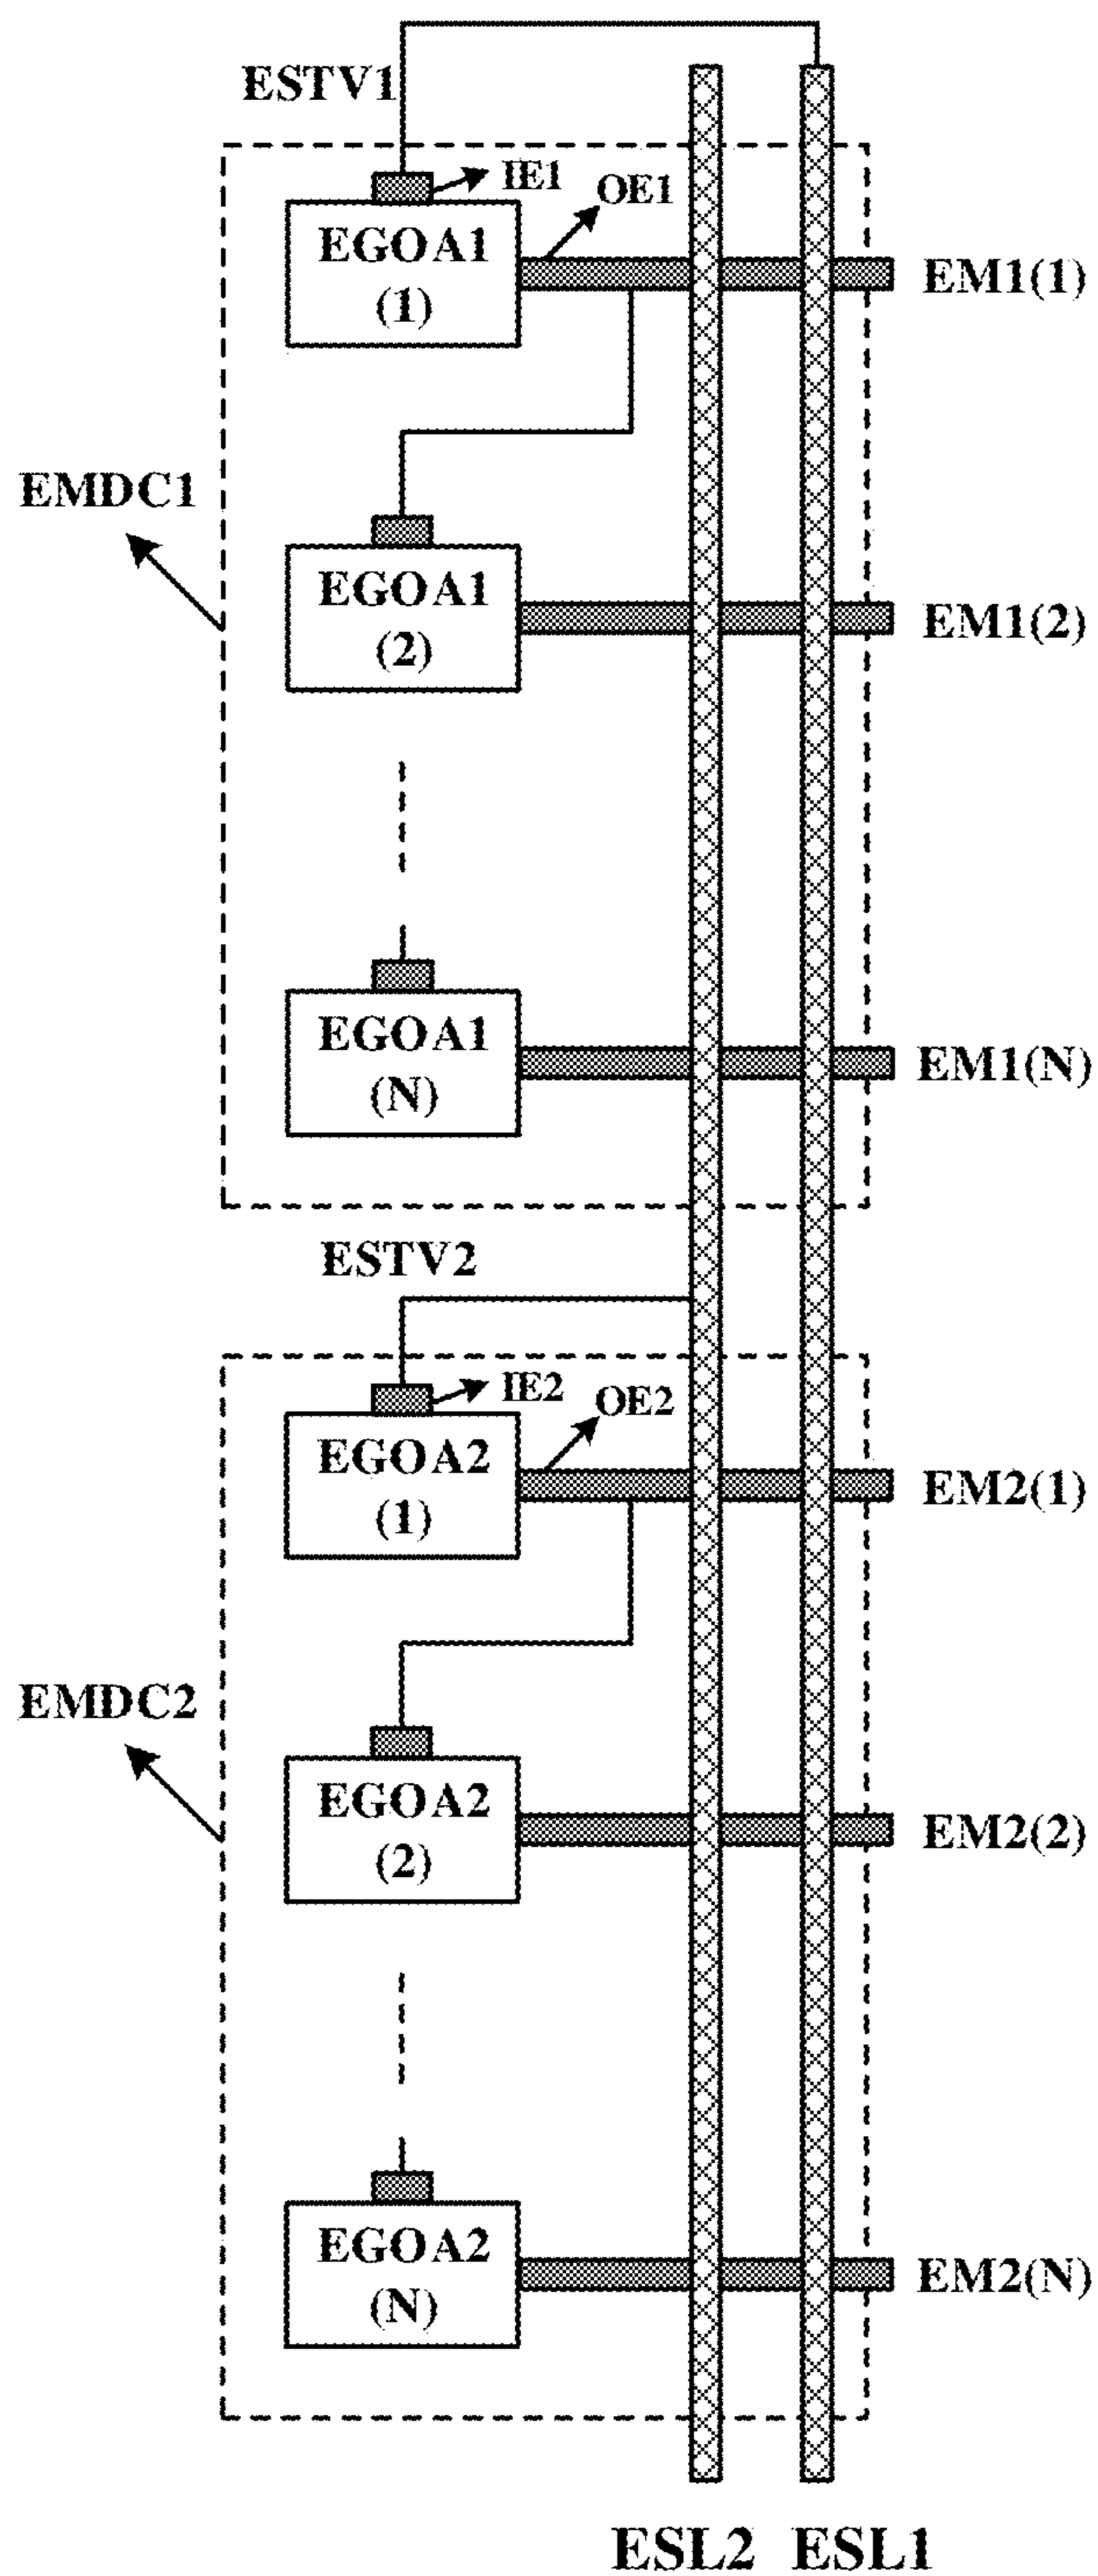 ESTV1
IE1
OE1
EGOA1
(1)
EM1(1)
EMDC1
EGOA1
(2)
EM1(2)
EGOA1
(N)
EM1(N)
ESTV2
IE2
OE2
EGOA2
(1)
EM2(1)
EMDC2
EGOA2
(2)
EM2(2)
EGOA2
(N)
EM2(N)
ESL2 ESL1